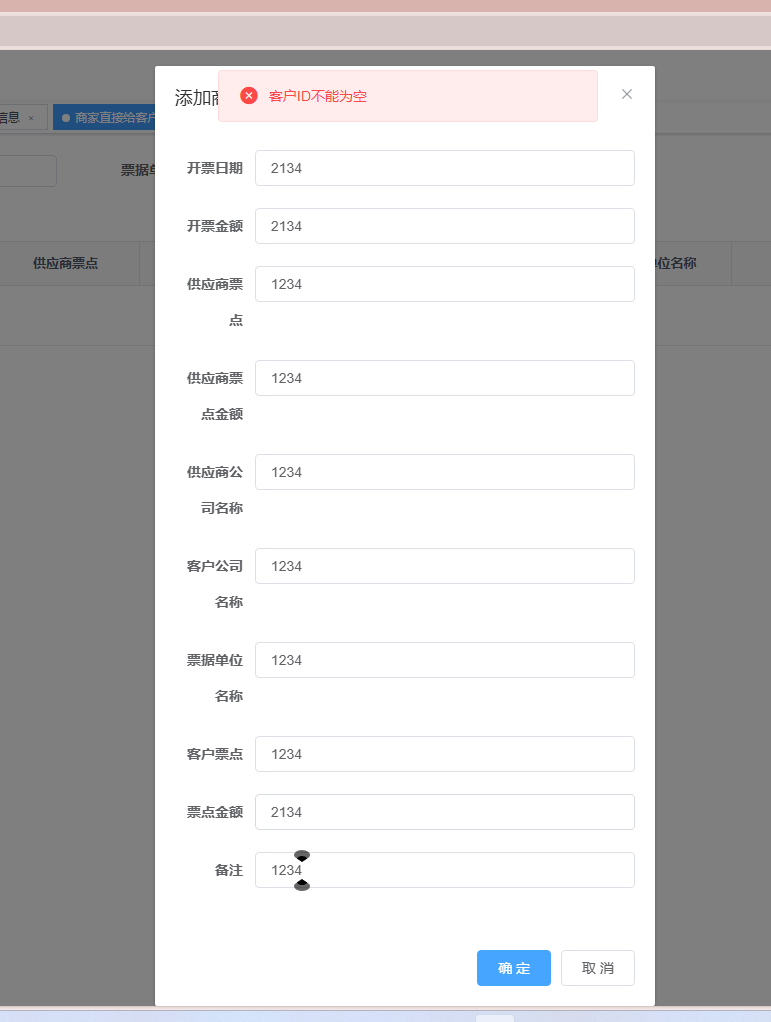 添加商
客户ID不能为空
信息
商家直接给客户
票据单
供应商票点
单位名称
开票日期 2134
开票金额 2134
供应商票点 1234
供应商票点金额 1234
供应商公司名称 1234
客户公司名称 1234
票据单位名称 1234
客户票点 1234
票点金额 2134
备注 1234
确 定
取 消